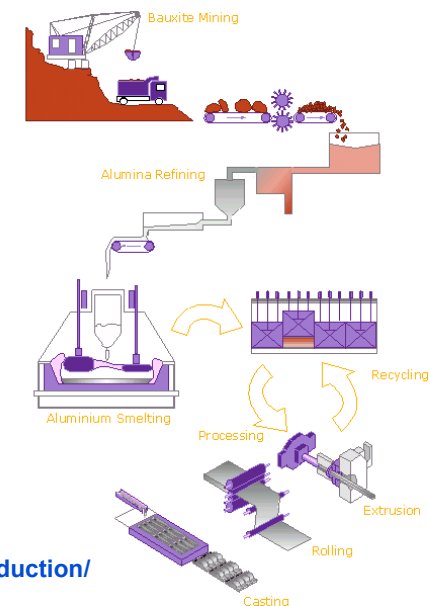 Bauxite Mining
Alumina Refining
Aluminium Smelting
Recycling
Processing
Extrusion
Rolling
duction/
Casting